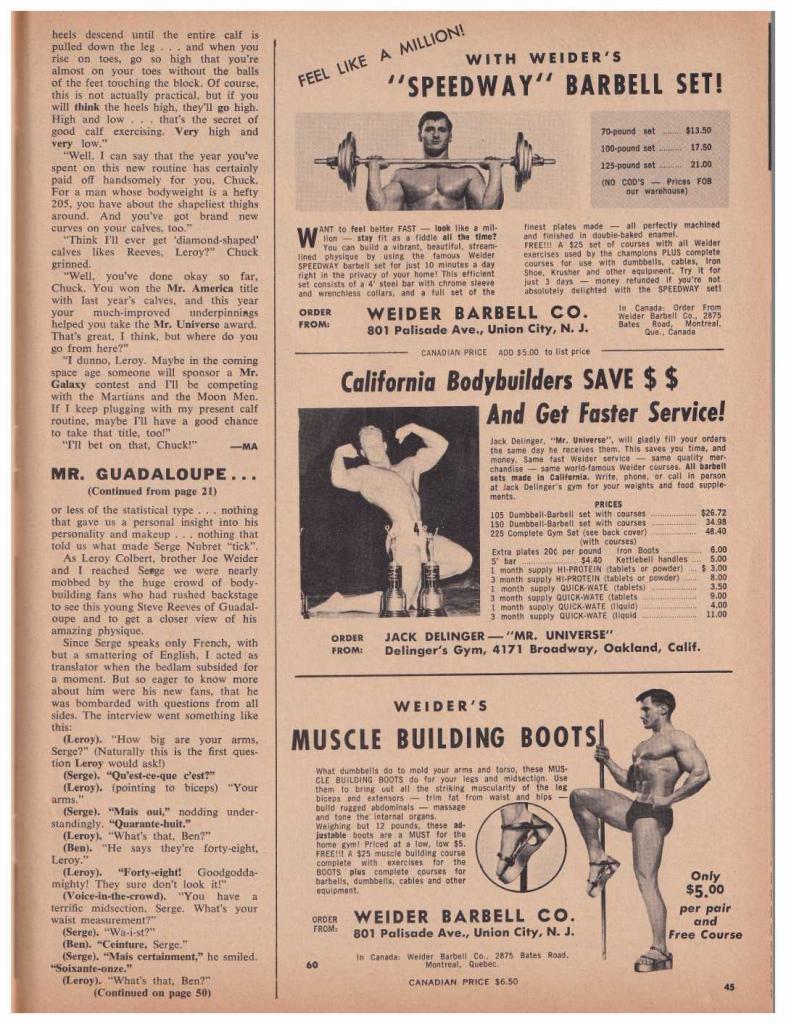 heels descend until the entire calf is
pulled down the leg . . . and when you
rise on toes, go so high that you're
almost on your toes without the balls
of the feet touching the block. Of course,
this is not actually practical, but if you
will think the heels high, they'll go high.
High and low . . . that's the secret of
good calf exercising. Very high and
very low."
"Well, I can say that the year you've
spent on this new routine has certainly
paid off handsomely for you, Chuck.
For a man whose bodyweight is a hefty
205, you have about the shapeliest thighs
around. And you've got brand new
curves on your calves, too."
"Think I'll ever get 'diamond-shaped'
calves like Reeves, Leroy?" Chuck
grinned.
"Well, you've done okay so far,
Chuck. You won the Mr. America title
with last year's calves, and this year
your much-improved underpinnings
helped you take the Mr. Universe award.
That's great, I think, but where do you
go from here?"
"I dunno, Leroy. Maybe in the coming
space age someone will sponsor a Mr.
Galaxy contest and I'll be competing
with the Martians and the Moon Men.
If I keep plugging with my present calf
routine, maybe I'll have a good chance
to take that title, too!"
"I'll bet on that, Chuck!" —MA
MR. GUADALOUPE . . .
(Continued from page 21)
or less of the statistical type . . . nothing
that gave us a personal insight into his
personality and makeup . . . nothing that
told us what made Serge Nubret "tick".
As Leroy Colbert, brother Joe Weider
and I reached Serge we were nearly
mobbed by the huge crowd of body-
building fans who had rushed backstage
to see this young Steve Reeves of Guadal-
oupe and to get a closer view of his
amazing physique.
Since Serge speaks only French, with
but a smattering of English, I acted as
translator when the bedlam subsided for
a moment. But so eager to know more
about him were his new fans, that he
was bombarded with questions from all
sides. The interview went something like
this:
(Leroy). "How big are your arms,
Serge?" (Naturally this is the first ques-
tion Leroy would ask!)
(Serge). "Qu'est-ce-que c'est?"
(Leroy). (pointing to biceps) "Your
arms."
(Serge). "Mais oui," nodding under-
standingly. "Quarante-huit."
(Leroy). "What's that, Ben?"
(Ben). "He says they're forty-eight,
Leroy."
(Leroy). "Forty-eight! Goodgodda-
mighty! They sure don't look it!"
(Voice-in-the-crowd). "You have a
terrific midsection, Serge. What's your
waist measurement?"
(Serge). "Wa-i-st?"
(Ben). "Ceinture, Serge."
(Serge). "Mais certainment," he smiled.
"Soixante-onze."
(Leroy). "What's that, Ben?"
(Continued on page 50)
FEEL LIKE A MILLION!
WITH WEIDER'S
"SPEEDWAY" BARBELL SET!
70-pound set ....... $13.50
100-pound set ......... 17.50
125-pound set ......... 21.00
(NO COD'S — Prices FOB
our warehouse)
WANT to feel better FAST — look like a mil-
lion — stay fit as a fiddle all the time?
You can build a vibrant, beautiful, stream-
lined physique by using the famous Weider
SPEEDWAY barbell set for just 10 minutes a day
right in the privacy of your home! This efficient
set consists of a 4' steel bar with chrome sleeve
and wrenchless collars, and a full set of the
finest plates made — all perfectly machined
and finished in double-baked enamel.
FREE!!! A $25 set of courses with all Weider
exercises used by the champions PLUS complete
courses for use with dumbbells, cables, Iron
Shoe, Krusher and other equipment. Try it for
just 3 days — money refunded if you're not
absolutely delighted with the SPEEDWAY set!
ORDER
FROM:
WEIDER BARBELL CO.
801 Palisade Ave., Union City, N. J.
In Canada: Order From
Weider Barbell Co., 2875
Bates Road, Montreal,
Que., Canada
CANADIAN PRICE ADD $5.00 to list price
California Bodybuilders SAVE $ $
And Get Faster Service!
Jack Delinger, "Mr. Universe", will gladly fill your orders
the same day he receives them. This saves you time, and
money. Same fast Weider service — same quality mer-
chandise — same world-famous Weider courses. All barbell
sets made in California. Write, phone, or call in person
at Jack Delinger's gym for your weights and food supple-
ments.
PRICES
105 Dumbbell-Barbell set with courses .................. $26.72
150 Dumbbell-Barbell set with courses .................. 34.98
225 Complete Gym Set (see back cover) .................. 48.40
(with courses)
Extra plates 20¢ per pound Iron Boots ............ 6.00
5' bar .................. $4.40 Kettlebell handles .... 5.00
1 month supply HI-PROTEIN (tablets or powder) .... $ 3.00
3 month supply HI-PROTEIN (tablets or powder) ...... 8.00
1 month supply QUICK-WATE (tablets) .................. 3.50
3 month supply QUICK-WATE (tablets .................. 9.00
1 month supply QUICK-WATE (liquid) .................. 4.00
3 month supply QUICK-WATE (liquid .................. 11.00
ORDER
FROM:
JACK DELINGER — "MR. UNIVERSE"
Delinger's Gym, 4171 Broadway, Oakland, Calif.
WEIDER'S
MUSCLE BUILDING BOOTS
What dumbbells do to mold your arms and torso, these MUS-
CLE BUILDING BOOTS do for your legs and midsection. Use
them to bring out all the striking muscularity of the leg
biceps and extensors — trim fat from waist and hips —
build rugged abdominals — massage
and tone the internal organs.
Weighing but 12 pounds, these ad-
justable boots are a MUST for the
home gym! Priced at a low, low $5.
FREE!!! A $25 muscle building course
complete with exercises for the
BOOTS plus complete courses for
barbells, dumbbells, cables and other
equipment.
Only
$5.00
per pair
and
Free Course
ORDER
FROM:
WEIDER BARBELL CO.
801 Palisade Ave., Union City, N. J.
In Canada: Weider Barbell Co., 2875 Bates Road,
Montreal, Quebec.
60
CANADIAN PRICE $6.50
45